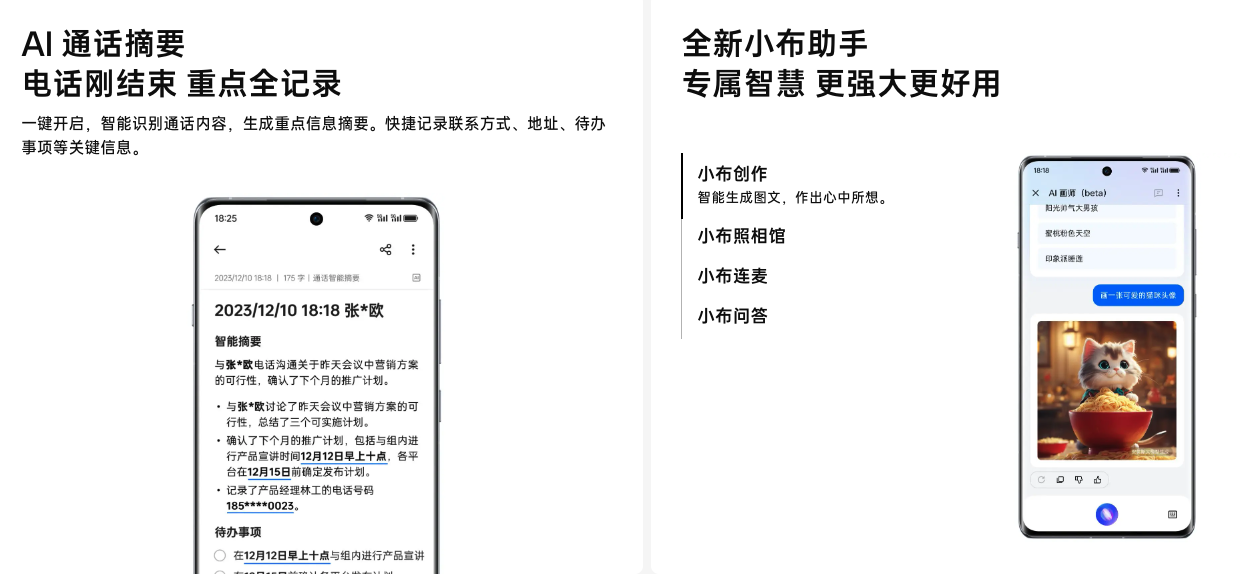 AI 通话摘要
电话刚结束 重点全记录
一键开启，智能识别通话内容，生成重点信息摘要。快捷记录联系方式、地址、待办
事项等关键信息。
18:25
2023/12/10 18:18 | 175 字 | 通话智能摘要
2023/12/10 18:18 张*欧
智能摘要
与张*欧电话沟通关于昨天会议中营销方案
的可行性，确认了下个月的推广计划。
• 与张*欧讨论了昨天会议中营销方案的可
行性，总结了三个可实施计划。
• 确认了下个月的推广计划，包括与组内进
行产品宣讲时间12月12日早上十点，各平
台在12月15日前确定发布计划。
• 记录了产品经理林工的电话号码
185****0023。
待办事项
在12月12日早上十点与组内进行产品宣讲
全新小布助手
专属智慧 更强大更好用
小布创作
智能生成图文，作出心中所想。
小布照相馆
小布连麦
小布问答
18:18
AI 画师（beta）
阳光帅气大男孩
蜜桃粉色天空
印象派睡莲
画一张可爱的猫咪头像